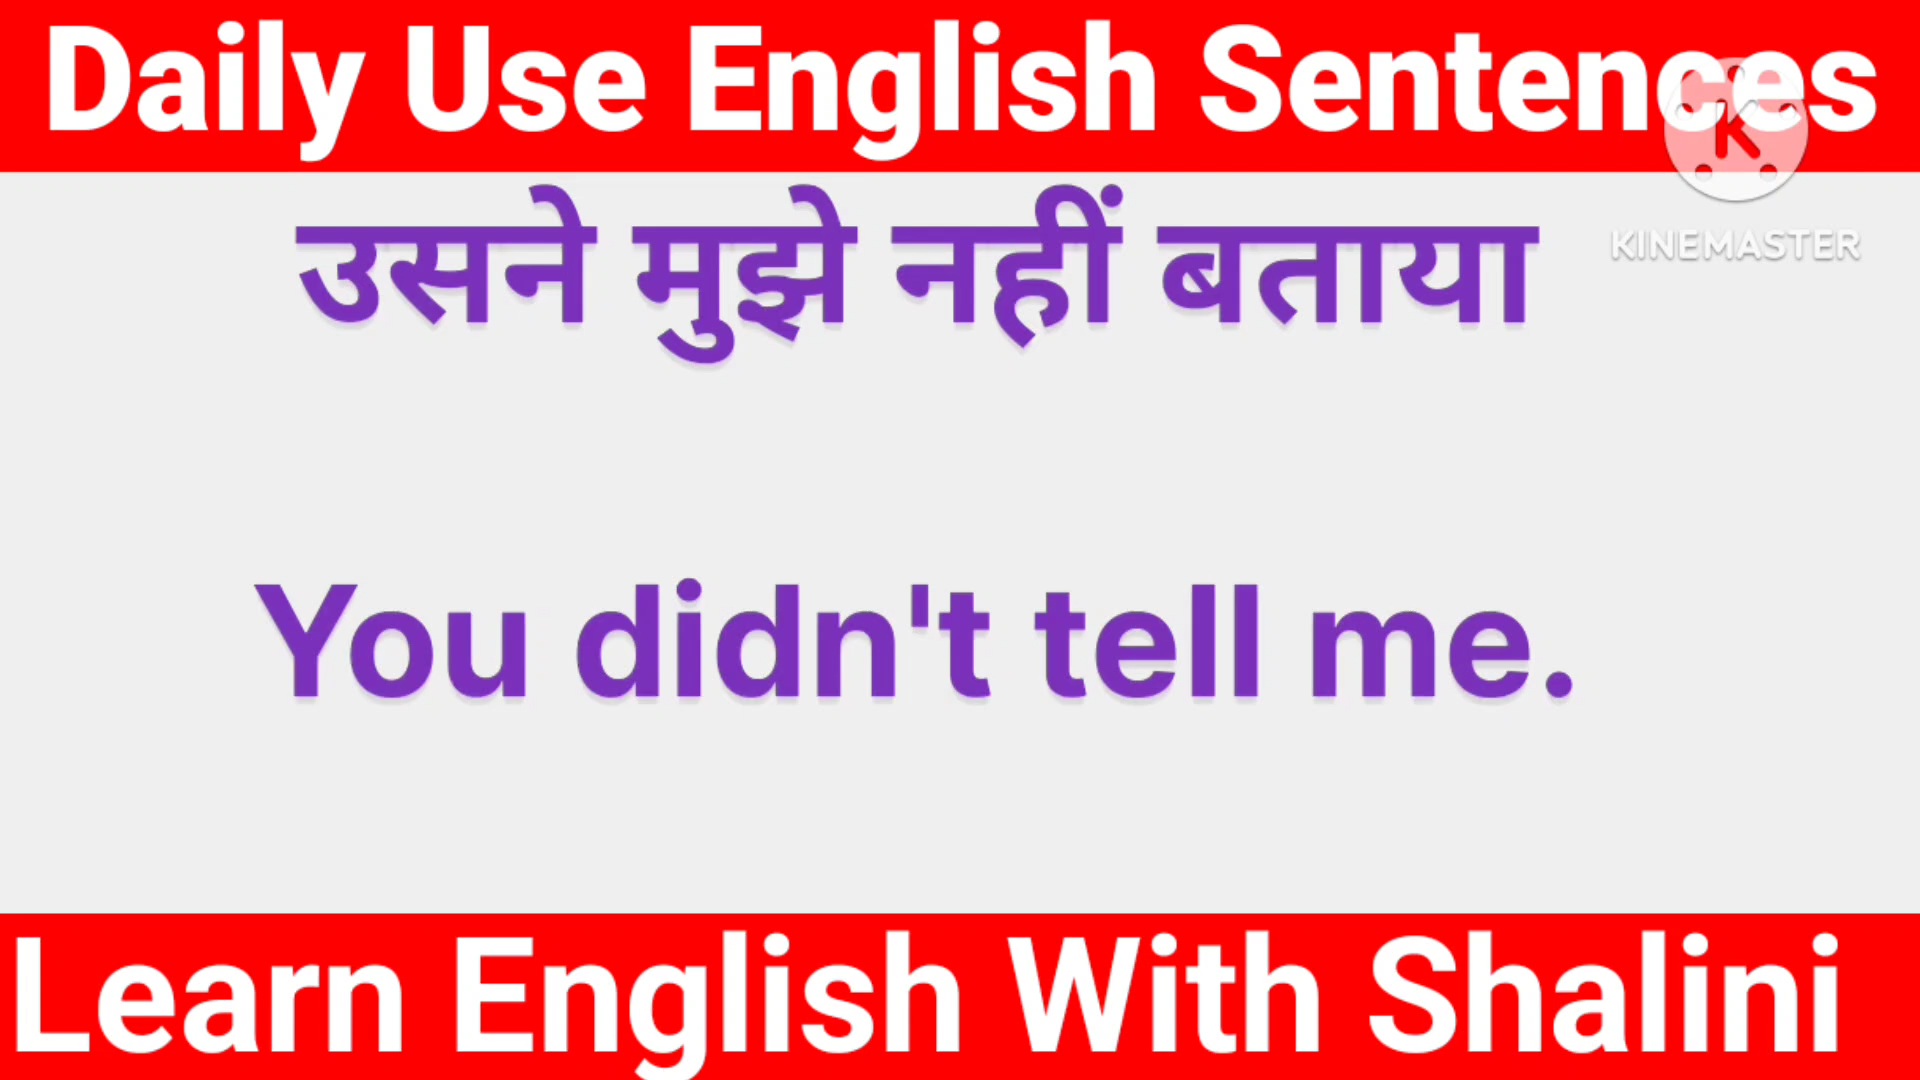 Daily Use English Sentences
K
KINEMASTER
उसने मुझे नहीं बताया
You didn't tell me.
Learn English With Shalini